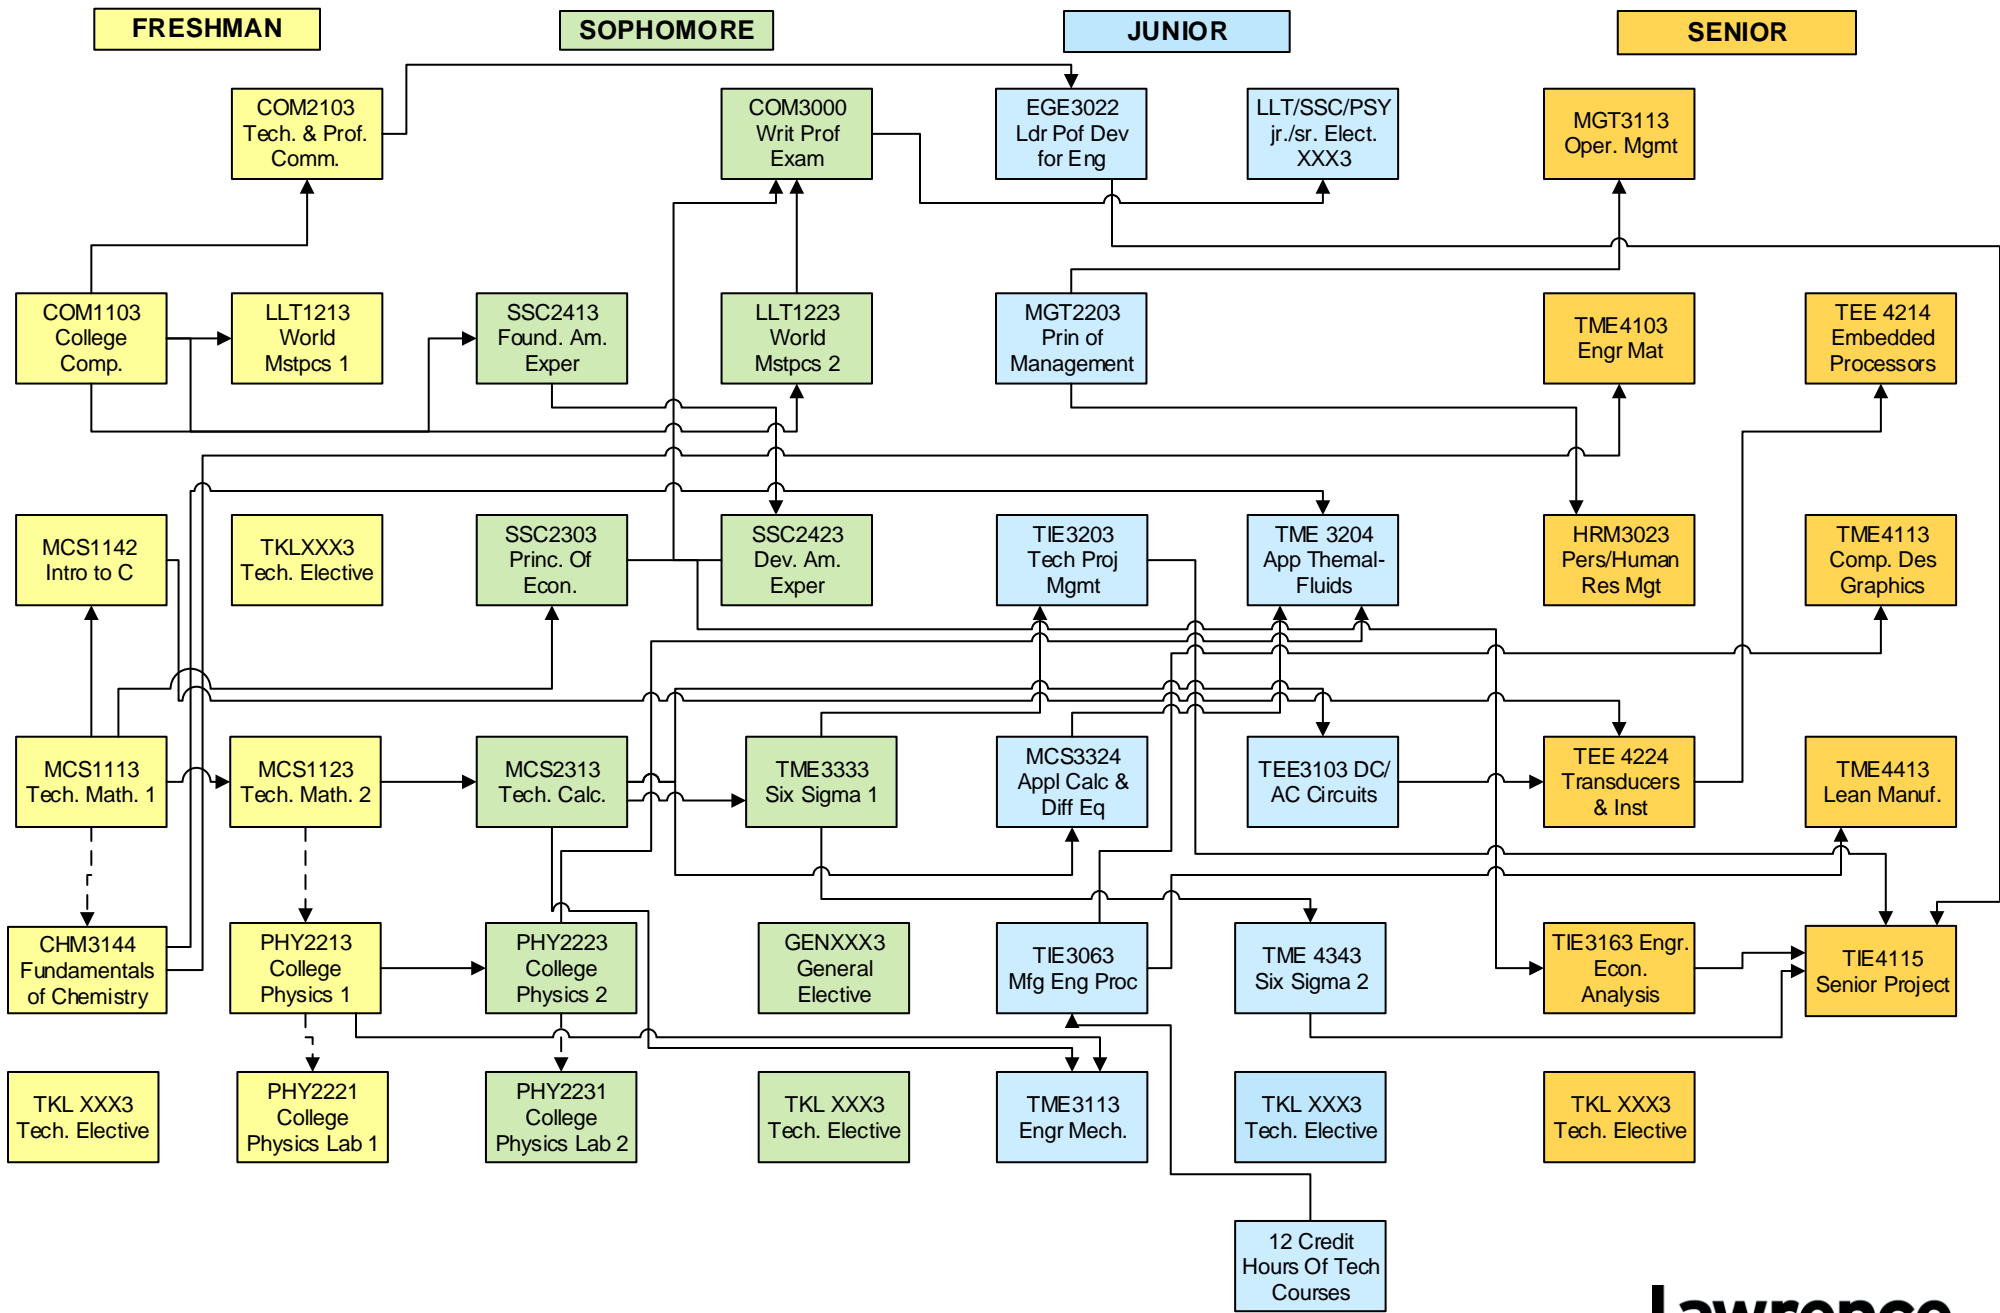 FRESHMAN
SOPHOMORE
JUNIOR
SENIOR
COM2103
Tech. & Prof.
Comm.
COM3000
Writ Prof
Exam
EGE3022
Ldr Pof Dev
for Eng
LLT/SSC/PSY
jr./sr. Elect.
XXX3
MGT3113
Oper. Mgmt
COM1103
College
Comp.
LLT1213
World
Mstpcs 1
SSC2413
Found. Am.
Exper
LLT1223
World
Mstpcs 2
MGT2203
Prin of
Management
TME4103
Engr Mat
TEE 4214
Embedded
Processors
MCS1142
Intro to C
TKLXXX3
Tech. Elective
SSC2303
Princ. Of
Econ.
SSC2423
Dev. Am.
Exper
TIE3203
Tech Proj
Mgmt
TME 3204
App Themal-
Fluids
HRM3023
Pers/Human
Res Mgt
TME4113
Comp. Des
Graphics
MCS1113
Tech. Math. 1
MCS1123
Tech. Math. 2
MCS2313
Tech. Calc.
TME3333
Six Sigma 1
MCS3324
Appl Calc &
Diff Eq
TEE3103 DC/
AC Circuits
TEE 4224
Transducers
& Inst
TME4413
Lean Manuf.
CHM3144
Fundamentals
of Chemistry
PHY2213
College
Physics 1
PHY2223
College
Physics 2
GENXXX3
General
Elective
TIE3063
Mfg Eng Proc
TME 4343
Six Sigma 2
TIE3163 Engr.
Econ.
Analysis
TIE4115
Senior Project
TKL XXX3
Tech. Elective
PHY2221
College
Physics Lab 1
PHY2231
College
Physics Lab 2
TKL XXX3
Tech. Elective
TME3113
Engr Mech.
TKL XXX3
Tech. Elective
TKL XXX3
Tech. Elective
12 Credit
Hours Of Tech
Courses
Lawrence